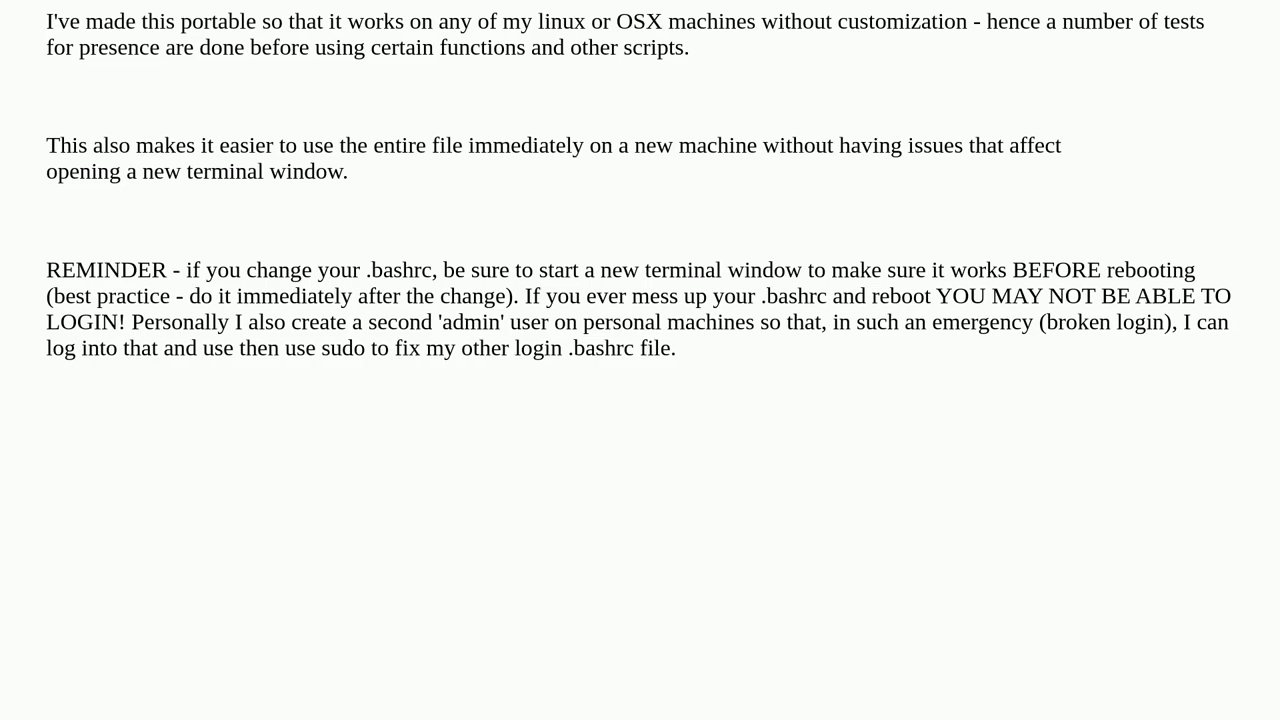 I've made this portable so that it works on any of my linux or OSX machines without customization - hence a number of tests
for presence are done before using certain functions and other scripts.
This also makes it easier to use the entire file immediately on a new machine without having issues that affect
opening a new terminal window.
REMINDER - if you change your .bashrc, be sure to start a new terminal window to make sure it works BEFORE rebooting
(best practice - do it immediately after the change). If you ever mess up your .bashrc and reboot YOU MAY NOT BE ABLE TO
LOGIN! Personally I also create a second 'admin' user on personal machines so that, in such an emergency (broken login), I can
log into that and use then use sudo to fix my other login .bashrc file.